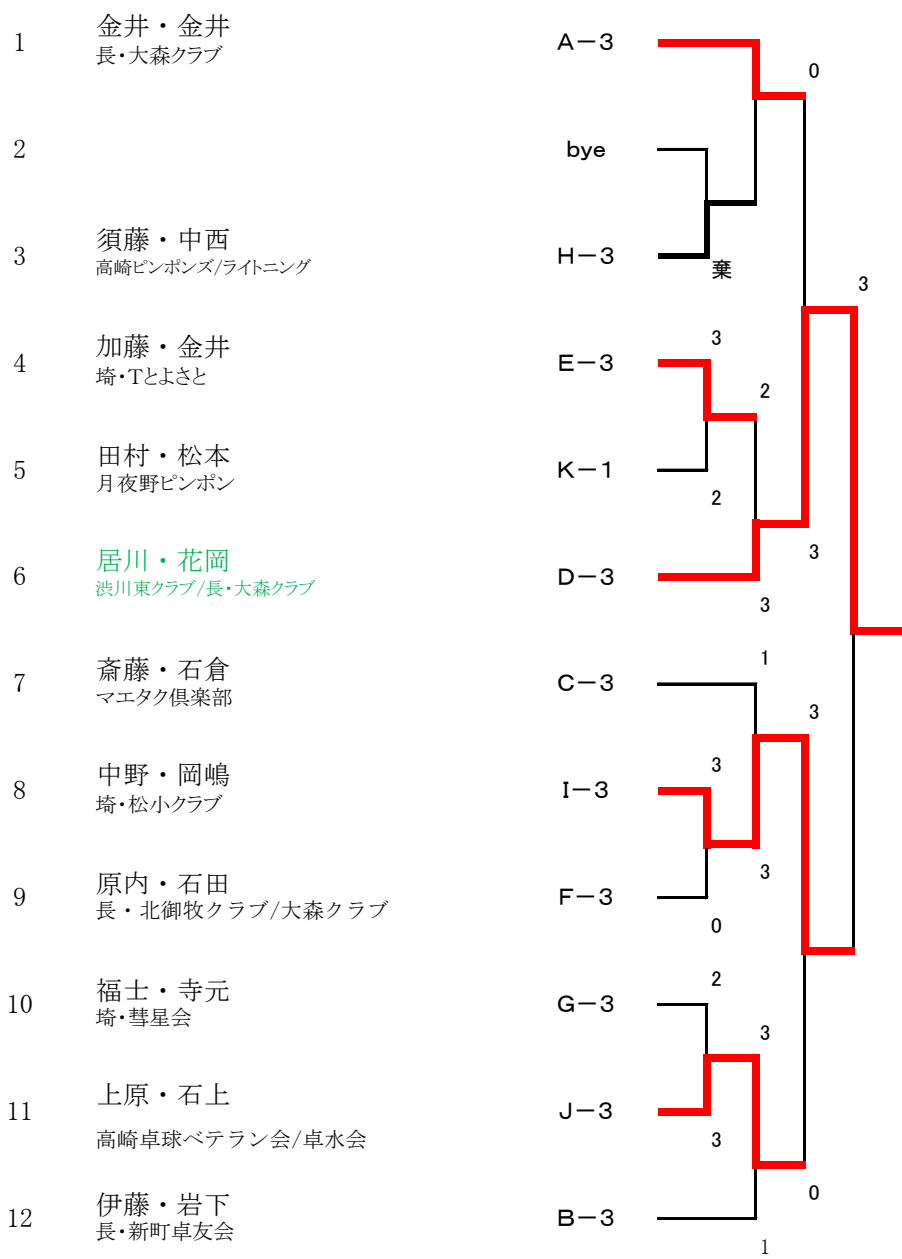 1 金井・金井 A-3
長・大森クラブ
0
2 bye
3 須藤・中西 H-3
高崎ピンポンズ/ライトニング
棄
3
4 加藤・金井 E-3
埼・Tとよさと
3
2
5 田村・松本 K-1
月夜野ピンポン
2
6 居川・花岡 D-3
渋川東クラブ/長・大森クラブ
3
3
7 斎藤・石倉 C-3
マエタク倶楽部
1
3
8 中野・岡嶋 I-3
埼・松小クラブ
3
9 原内・石田 F-3
長・北御牧クラブ/大森クラブ
3
0
10 福士・寺元 G-3
埼・彗星会
2
3
11 上原・石上 J-3
高崎卓球ベテラン会/卓水会
3
12 伊藤・岩下 B-3
長・新町卓友会
0
1